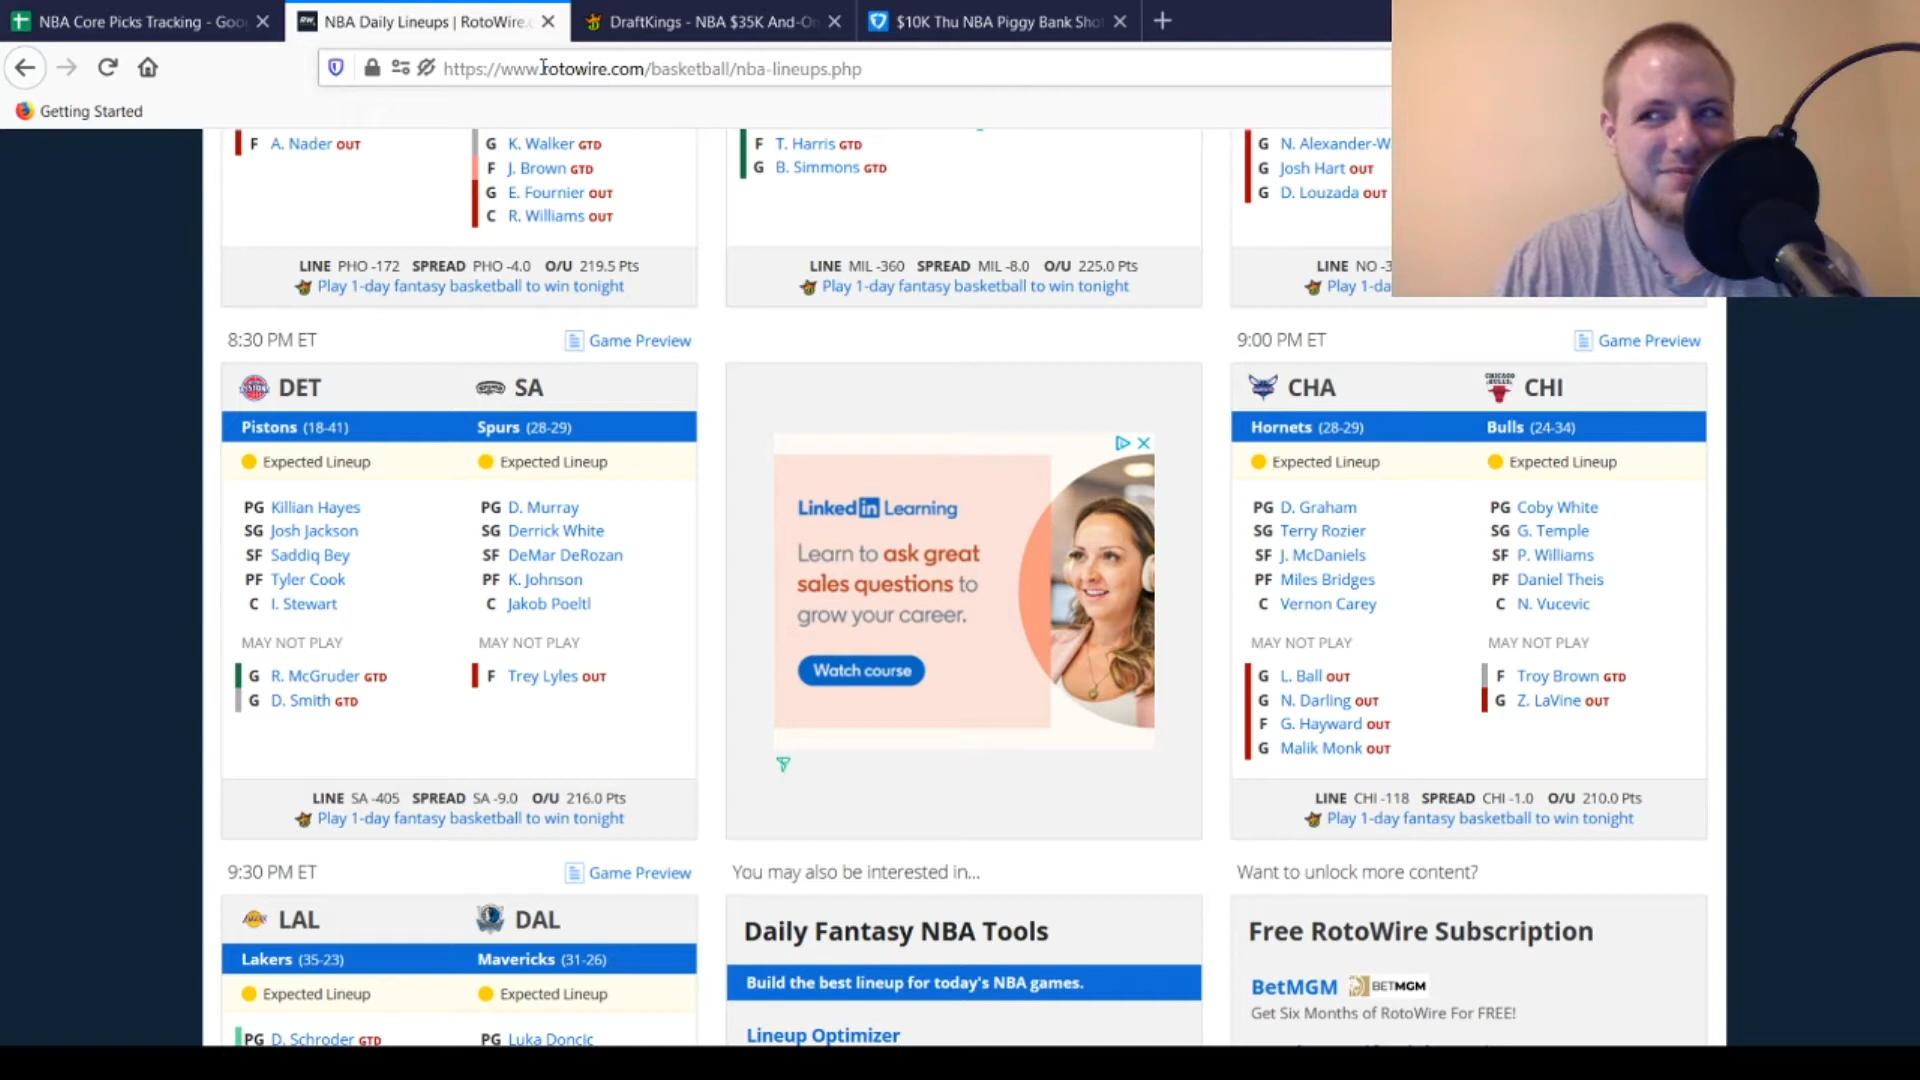 NBA Core Picks Tracking - Goo
NBA Daily Lineups | RotoWire.c
DraftKings - NBA $35K And-On
$10K Thu NBA Piggy Bank Sho
https://www.rotowire.com/basketball/nba-lineups.php
Getting Started
F A. Nader OUT
G K. Walker GTD
F J. Brown GTD
G E. Fournier OUT
C R. Williams OUT
LINE PHO -172 SPREAD PHO -4.0 O/U 219.5 Pts
Play 1-day fantasy basketball to win tonight
F T. Harris GTD
G B. Simmons GTD
LINE MIL -360 SPREAD MIL -8.0 O/U 225.0 Pts
Play 1-day fantasy basketball to win tonight
G N. Alexander-W
G Josh Hart OUT
G D. Louzada OUT
LINE NO -3
Play 1-da
8:30 PM ET
Game Preview
DET SA
Pistons (18-41) Spurs (28-29)
Expected Lineup Expected Lineup
PG Killian Hayes PG D. Murray
SG Josh Jackson SG Derrick White
SF Saddiq Bey SF DeMar DeRozan
PF Tyler Cook PF K. Johnson
C I. Stewart C Jakob Poeltl
MAY NOT PLAY MAY NOT PLAY
G R. McGruder GTD F Trey Lyles OUT
G D. Smith GTD
LINE SA -405 SPREAD SA -9.0 O/U 216.0 Pts
Play 1-day fantasy basketball to win tonight
Linked in Learning
Learn to ask great
sales questions to
grow your career.
Watch course
9:00 PM ET
Game Preview
CHICAGO
BULLS
CHA CHI
Hornets (28-29) Bulls (24-34)
Expected Lineup Expected Lineup
PG D. Graham PG Coby White
SG Terry Rozier SG G. Temple
SF J. McDaniels SF P. Williams
PF Miles Bridges PF Daniel Theis
C Vernon Carey C N. Vucevic
MAY NOT PLAY MAY NOT PLAY
G L. Ball OUT F Troy Brown GTD
G N. Darling OUT G Z. LaVine OUT
F G. Hayward OUT
G Malik Monk OUT
LINE CHI -118 SPREAD CHI -1.0 O/U 210.0 Pts
Play 1-day fantasy basketball to win tonight
9:30 PM ET
Game Preview
LAL DAL
Lakers (35-23) Mavericks (31-26)
Expected Lineup Expected Lineup
PG D. Schroder GTD PG Luka Doncic
You may also be interested in...
Daily Fantasy NBA Tools
Build the best lineup for today's NBA games.
Lineup Optimizer
Want to unlock more content?
Free RotoWire Subscription
BetMGM BETMGM
Get Six Months of RotoWire For FREE!